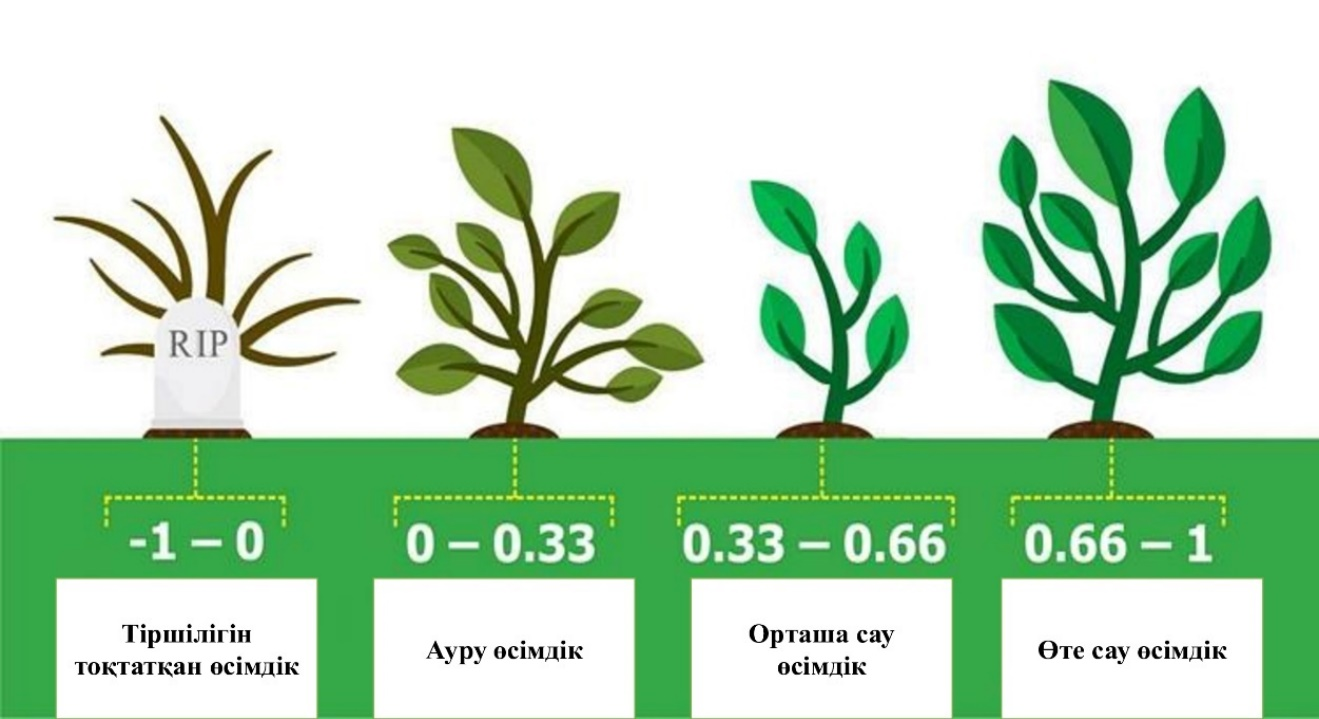 RIP
-1 – 0
0 – 0.33
0.33 – 0.66
0.66 – 1
Тіршілігін
тоқтатқан өсімдік
Ауру өсімдік
Орташа сау
өсімдік
Өте сау өсімдік